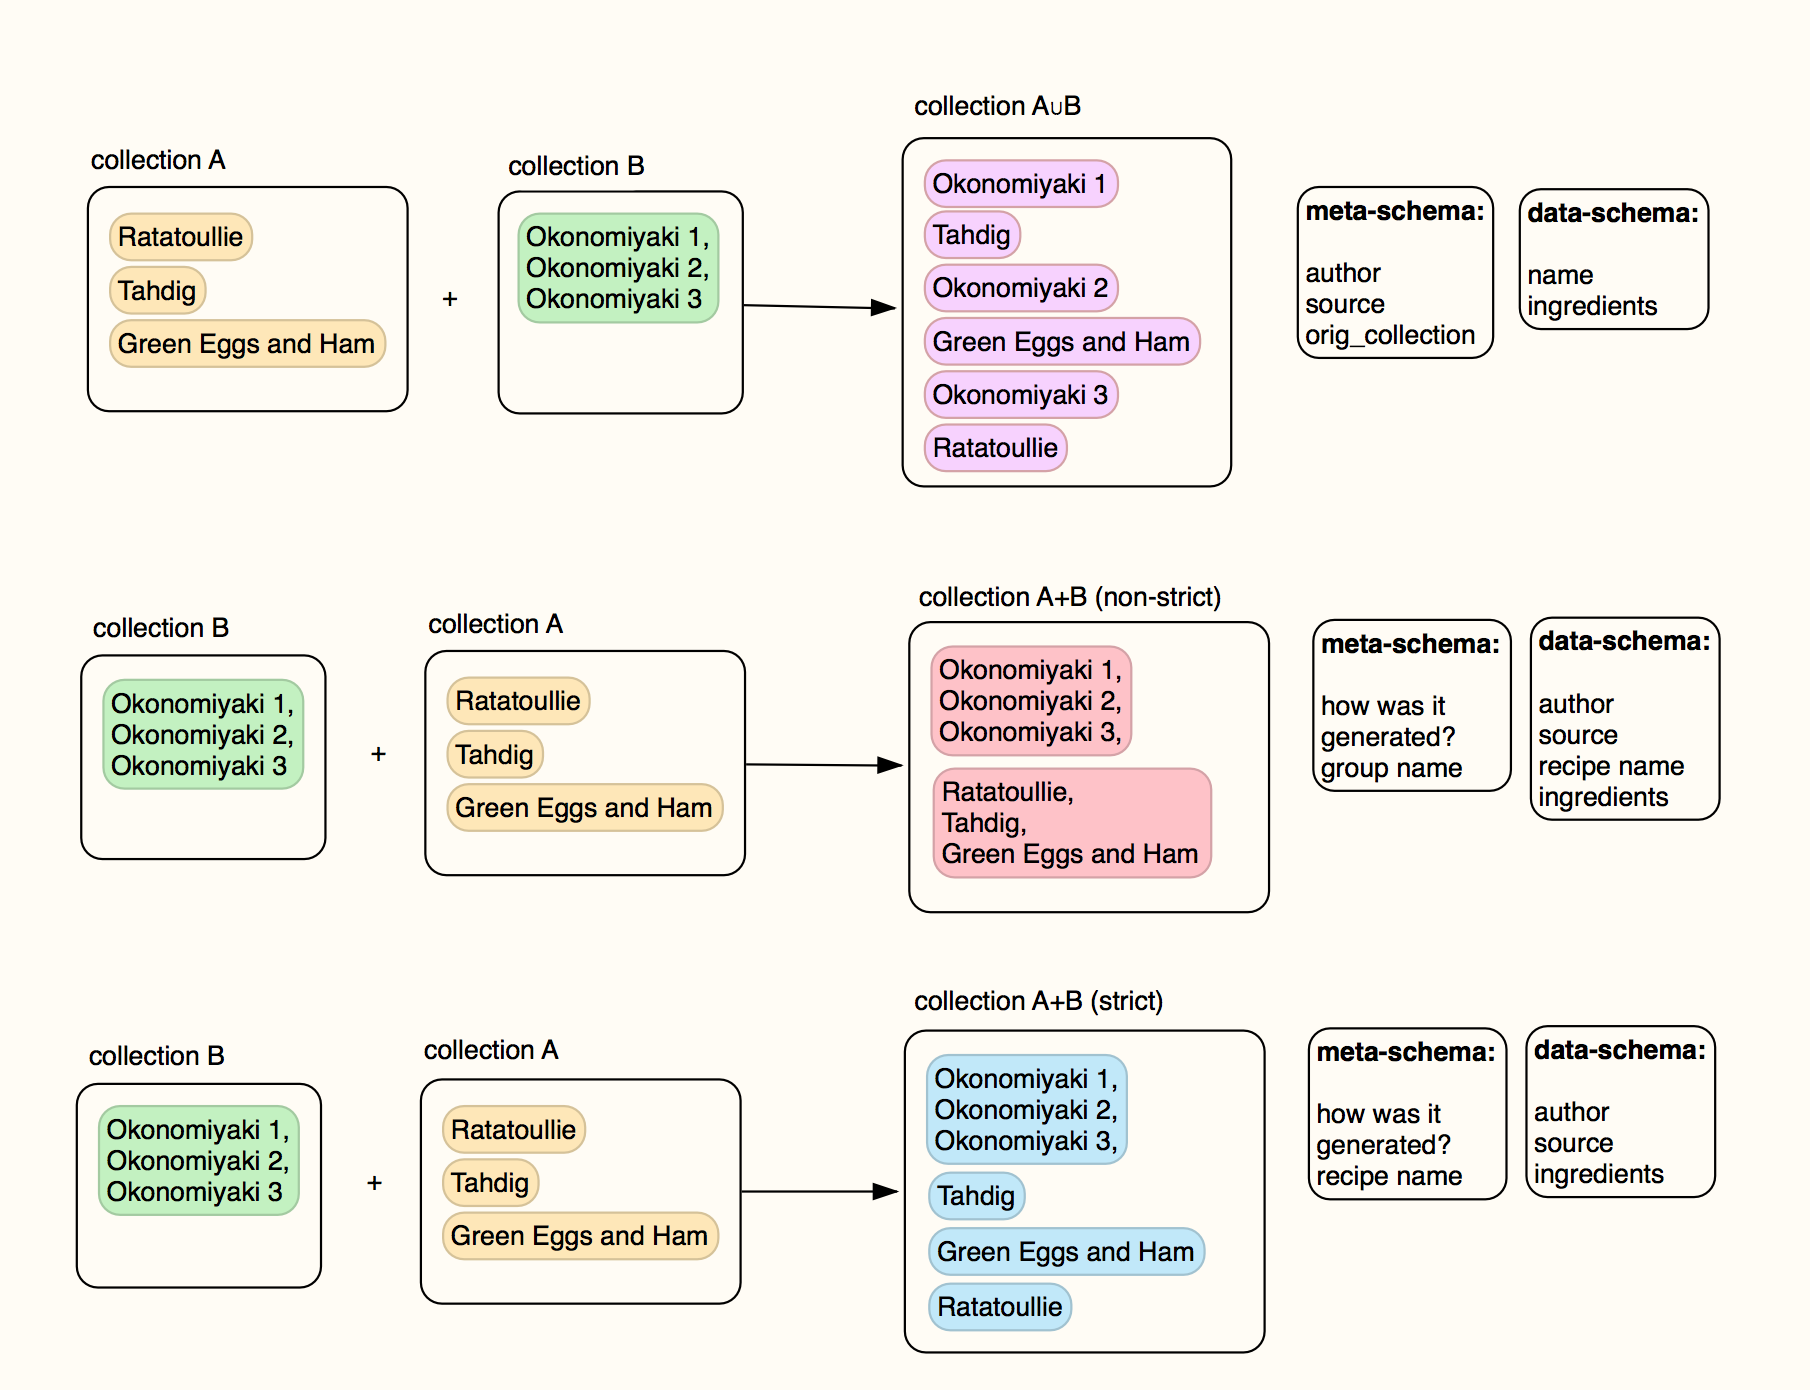 collection A
Ratatoullie
Tahdig
Green Eggs and Ham
+
collection B
Okonomiyaki 1,
Okonomiyaki 2,
Okonomiyaki 3
collection A∪B
Okonomiyaki 1
Tahdig
Okonomiyaki 2
Green Eggs and Ham
Okonomiyaki 3
Ratatoullie
meta-schema:
author
source
orig_collection
data-schema:
name
ingredients
collection B
Okonomiyaki 1,
Okonomiyaki 2,
Okonomiyaki 3
+
collection A
Ratatoullie
Tahdig
Green Eggs and Ham
collection A+B (non-strict)
Okonomiyaki 1,
Okonomiyaki 2,
Okonomiyaki 3,
Ratatoullie,
Tahdig,
Green Eggs and Ham
meta-schema:
how was it
generated?
group name
data-schema:
author
source
recipe name
ingredients
collection B
Okonomiyaki 1,
Okonomiyaki 2,
Okonomiyaki 3
+
collection A
Ratatoullie
Tahdig
Green Eggs and Ham
collection A+B (strict)
Okonomiyaki 1,
Okonomiyaki 2,
Okonomiyaki 3,
Tahdig
Green Eggs and Ham
Ratatoullie
meta-schema:
how was it
generated?
recipe name
data-schema:
author
source
ingredients